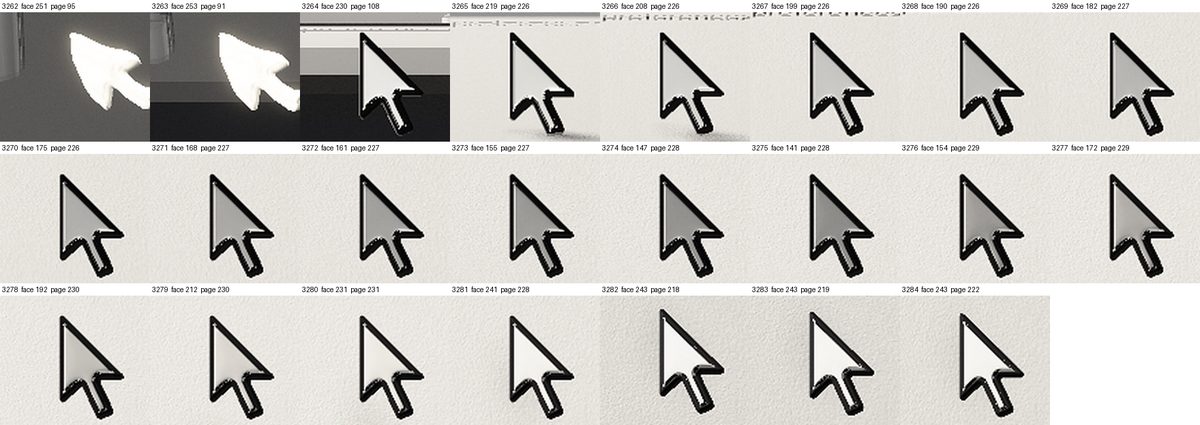 3262 face 251 page 95
3263 face 253 page 91
3264 face 230 page 108
3265 face 219 page 226
3266 face 208 page 226
3267 face 199 page 226
3268 face 190 page 226
3269 face 182 page 227
3270 face 175 page 226
3271 face 168 page 227
3272 face 161 page 227
3273 face 155 page 227
3274 face 147 page 228
3275 face 141 page 228
3276 face 154 page 229
3277 face 172 page 229
3278 face 192 page 230
3279 face 212 page 230
3280 face 231 page 231
3281 face 241 page 228
3282 face 243 page 218
3283 face 243 page 219
3284 face 243 page 222